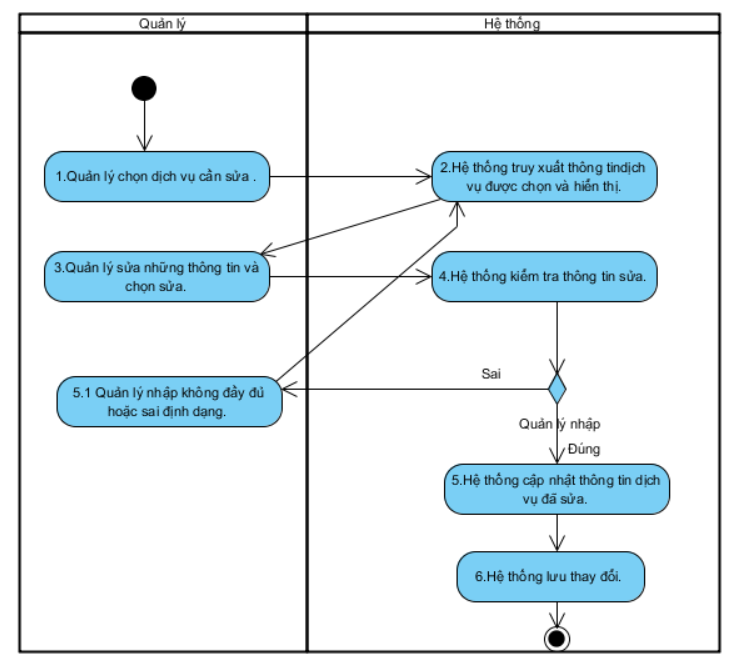 Quản lý
Hệ thống
1.Quản lý chọn dịch vụ cần sửa .
2.Hệ thống truy xuất thông tindịch
vụ được chọn và hiển thị.
3.Quản lý sửa những thông tin và
chọn sửa.
4.Hệ thống kiểm tra thông tin sửa.
Sai
5.1 Quản lý nhập không đầy đủ
hoặc sai định dạng.
Quản lý nhập
Đúng
5.Hệ thống cập nhật thông tin dịch
vụ đã sửa.
6.Hệ thống lưu thay đổi.